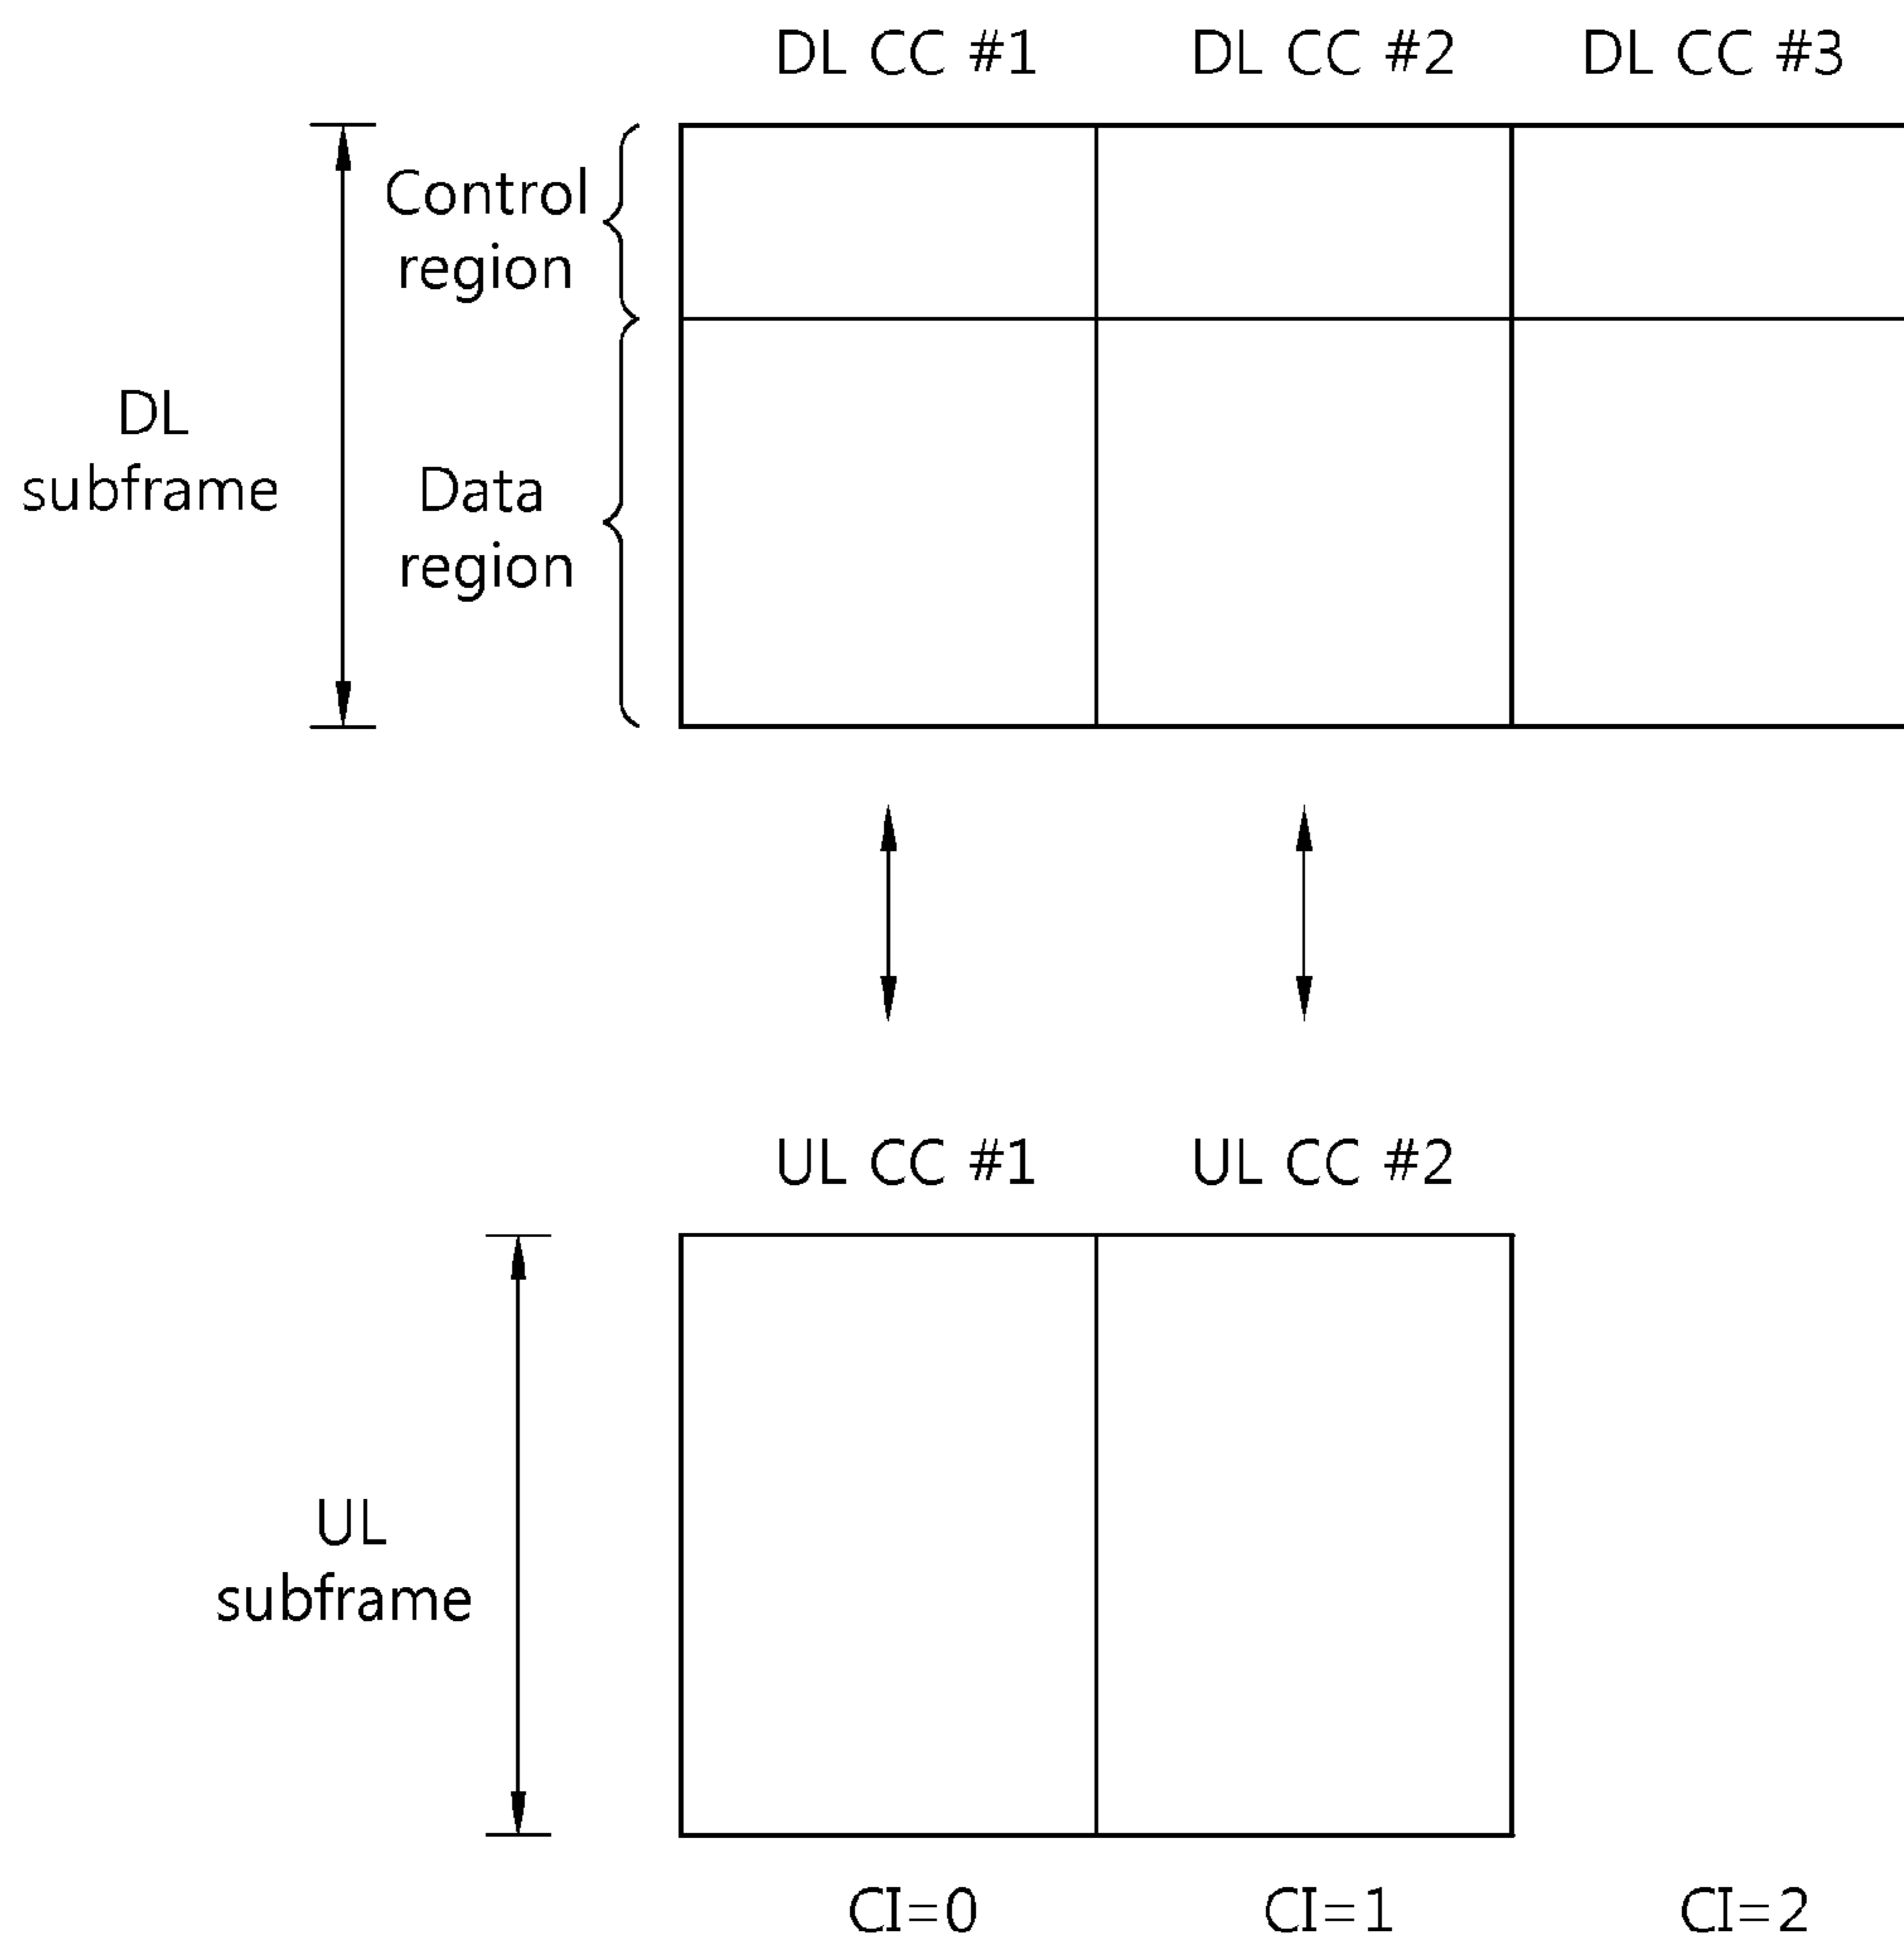 DL CC #1 DL CC #2 DL CC #3
Control
region
DL
subframe
Data
region
UL CC #1 UL CC #2
UL
subframe
CI=0 CI=1 CI=2